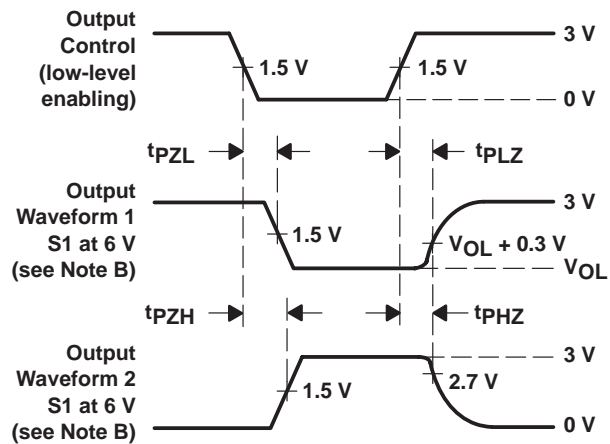 Output
Control
(low-level
enabling)
3 V
1.5 V
1.5 V
0 V
tPZL
tPLZ
Output
Waveform 1
S1 at 6 V
(see Note B)
3 V
1.5 V
VOL + 0.3 V
VOL
tPZH
tPHZ
Output
Waveform 2
S1 at 6 V
(see Note B)
3 V
1.5 V
2.7 V
0 V